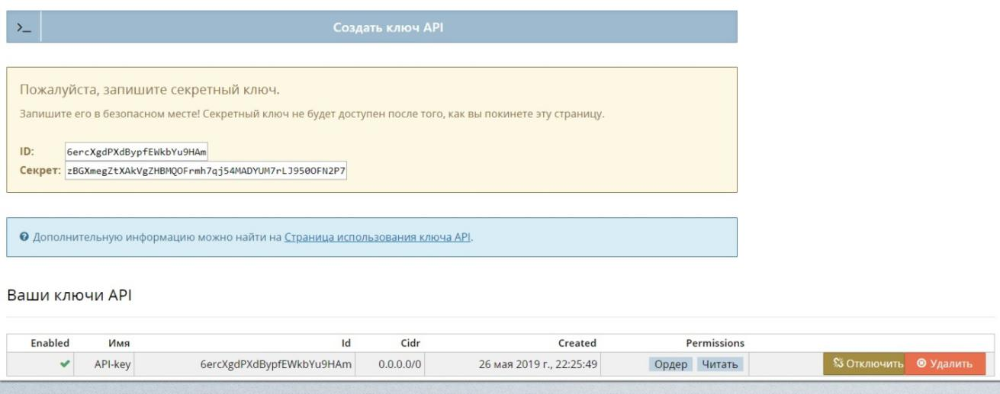 >_ Создать ключ API
Пожалуйста, запишите секретный ключ.
Запишите его в безопасном месте! Секретный ключ не будет доступен после того, как вы покинете эту страницу.
ID: 6ercXgdPXdBypfEWkbYu9HAm
Секрет: zBGXmegZtXAkVgZHBMQOFrmh7qj54MADYUM7rLJ950OFN2P7
Дополнительную информацию можно найти на Страница использования ключа API.
Ваши ключи API
Enabled Имя Id Cidr Created Permissions
API-key 6ercXgdPXdBypfEWkbYu9HAm 0.0.0.0/0 26 мая 2019 г., 22:25:49 Ордер Читать Отключить Удалить